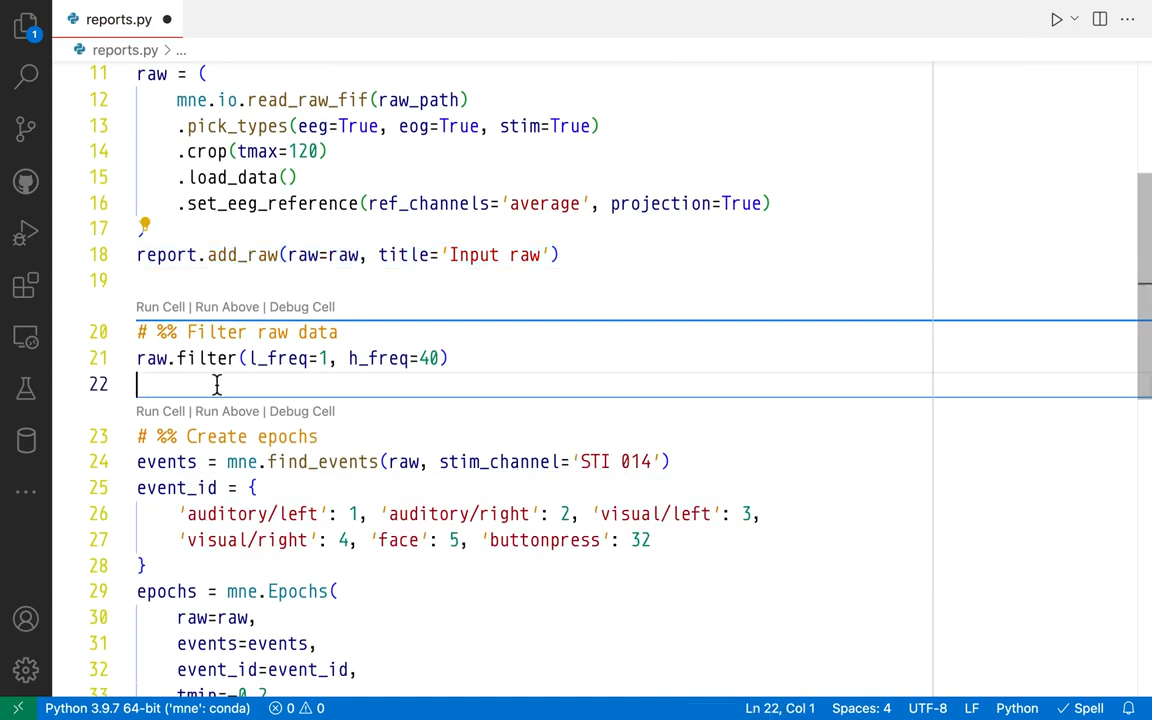 reports.py
1
reports.py > ...
11 raw = (
12 mne.io.read_raw_fif(raw_path)
13 .pick_types(eeg=True, eog=True, stim=True)
14 .crop(tmax=120)
15 .load_data()
16 .set_eeg_reference(ref_channels='average', projection=True)
17 )
18 report.add_raw(raw=raw, title='Input raw')
19
Run Cell | Run Above | Debug Cell
20 # %% Filter raw data
21 raw.filter(l_freq=1, h_freq=40)
22
Run Cell | Run Above | Debug Cell
23 # %% Create epochs
24 events = mne.find_events(raw, stim_channel='STI 014')
25 event_id = {
26 'auditory/left': 1, 'auditory/right': 2, 'visual/left': 3,
27 'visual/right': 4, 'face': 5, 'buttonpress': 32
28 }
29 epochs = mne.Epochs(
30 raw=raw,
31 events=events,
32 event_id=event_id,
33 tmin=-0.2
Python 3.9.7 64-bit ('mne': conda) 0 0 Ln 22, Col 1 Spaces: 4 UTF-8 LF Python Spell